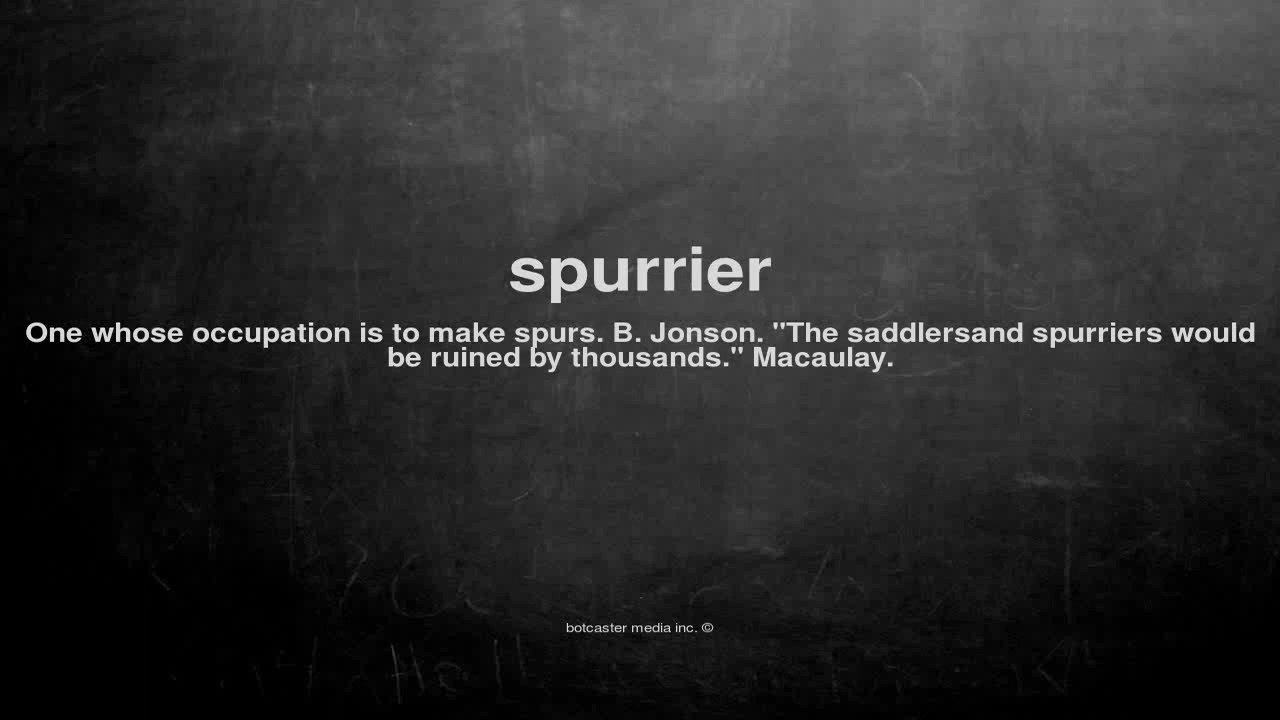 spurrier
One whose occupation is to make spurs. B. Jonson. "The saddlersand spurriers would
be ruined by thousands." Macaulay.
botcaster media inc. ©